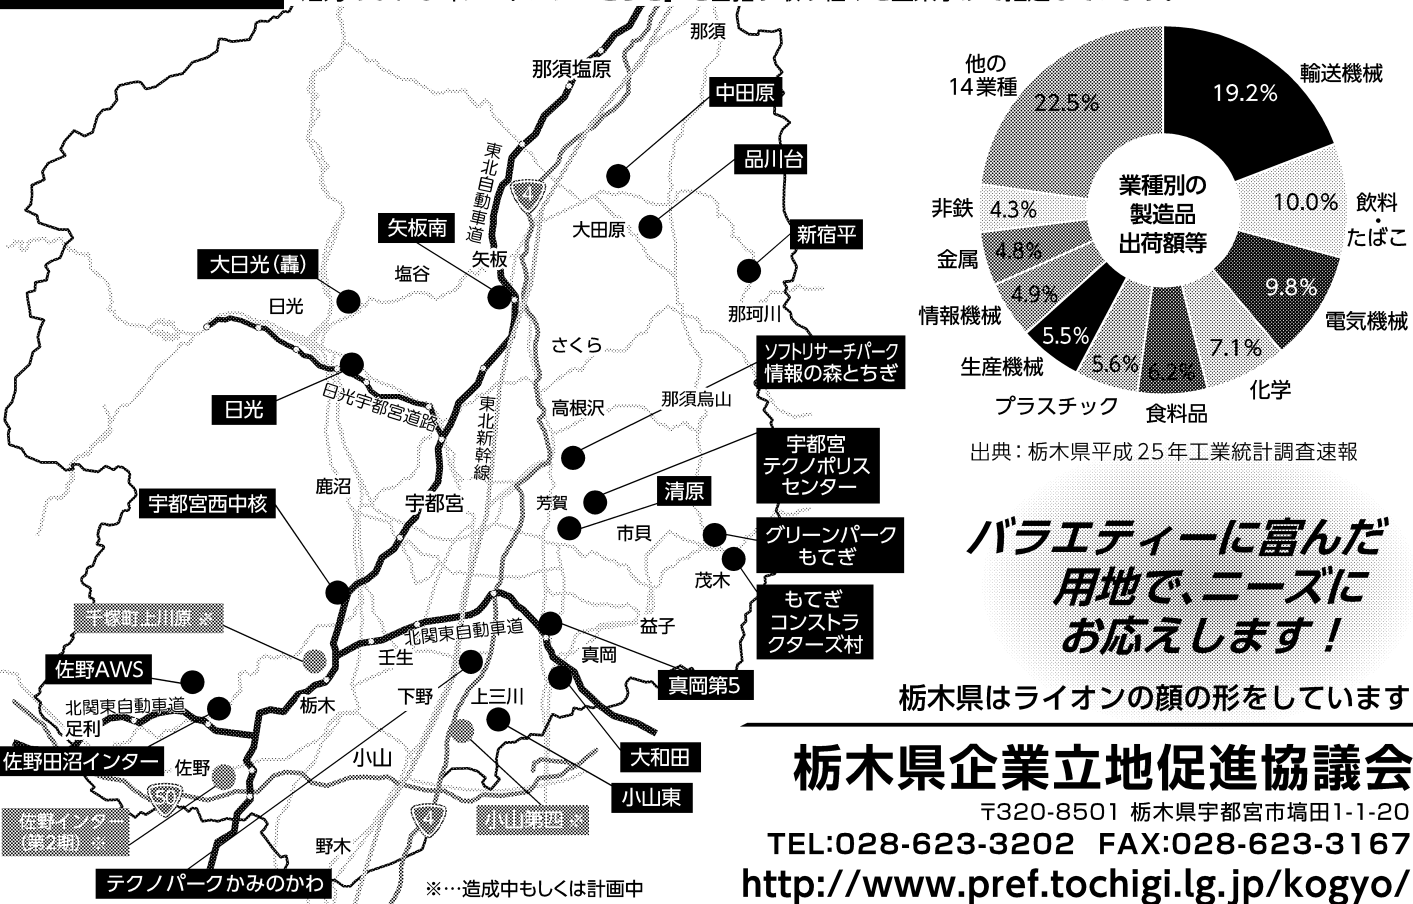 那須
那須塩原
中田原
品川台
東北自動車道
4
大田原
矢板南
新宿平
大日光(轟)
塩谷
矢板
日光
那珂川
さくら
ソフトリサーチパーク
情報の森とちぎ
日光
日光宇都宮道路
東北新幹線
高根沢
那須烏山
宇都宮
テクノポリス
センター
鹿沼
宇都宮西中核
宇都宮
芳賀
清原
市貝
グリーンパーク
もてぎ
茂木
もてぎ
コンストラ
クターズ村
千塚町上川原 ※
北関東自動車道
益子
佐野AWS
壬生
真岡
真岡第5
北関東自動車道
足利
栃木
下野
上三川
佐野田沼インター
佐野
小山
大和田
50
小山東
佐野インター
(第2期) ※
4
小山第四 ※
野木
テクノパークかみのかわ
※…造成中もしくは計画中
業種別の
製造品
出荷額等
輸送機械
19.2%
飲料
・
たばこ
10.0%
電気機械
9.8%
化学
7.1%
食料品
6.2%
プラスチック
5.6%
生産機械
5.5%
情報機械
4.9%
金属
4.8%
非鉄
4.3%
他の
14業種
22.5%
出典：栃木県平成25年工業統計調査速報
バラエティーに富んだ
用地で､ニーズに
お応えします！
栃木県はライオンの顔の形をしています
栃木県企業立地促進協議会
〒320-8501 栃木県宇都宮市塙田1-1-20
TEL:028-623-3202 FAX:028-623-3167
http://www.pref.tochigi.lg.jp/kogyo/